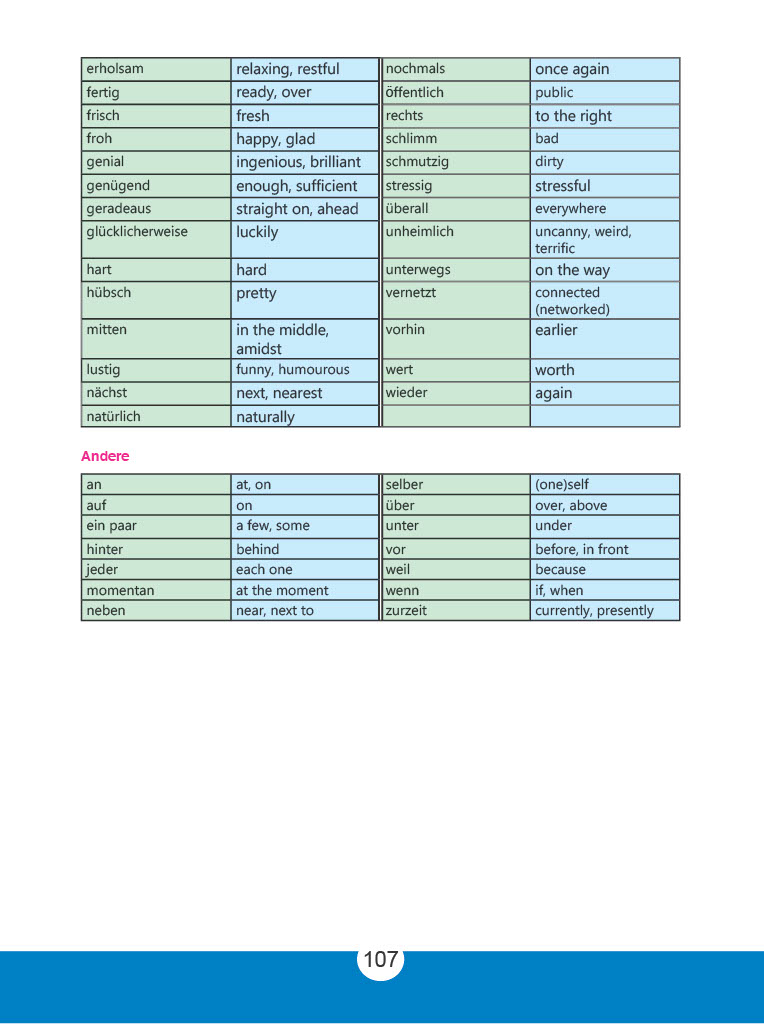 erholsam relaxing, restful nochmals once again
fertig ready, over öffentlich public
frisch fresh rechts to the right
froh happy, glad schlimm bad
genial ingenious, brilliant schmutzig dirty
genügend enough, sufficient stressig stressful
geradeaus straight on, ahead überall everywhere
glücklicherweise luckily unheimlich uncanny, weird,
terrific
hart hard unterwegs on the way
hübsch pretty vernetzt connected
(networked)
mitten in the middle, vorhin earlier
amidst
lustig funny, humourous wert worth
nächst next, nearest wieder again
natürlich naturally
Andere
an at, on selber (one)self
auf on über over, above
ein paar a few, some unter under
hinter behind vor before, in front
jeder each one weil because
momentan at the moment wenn if, when
neben near, next to zurzeit currently, presently
107